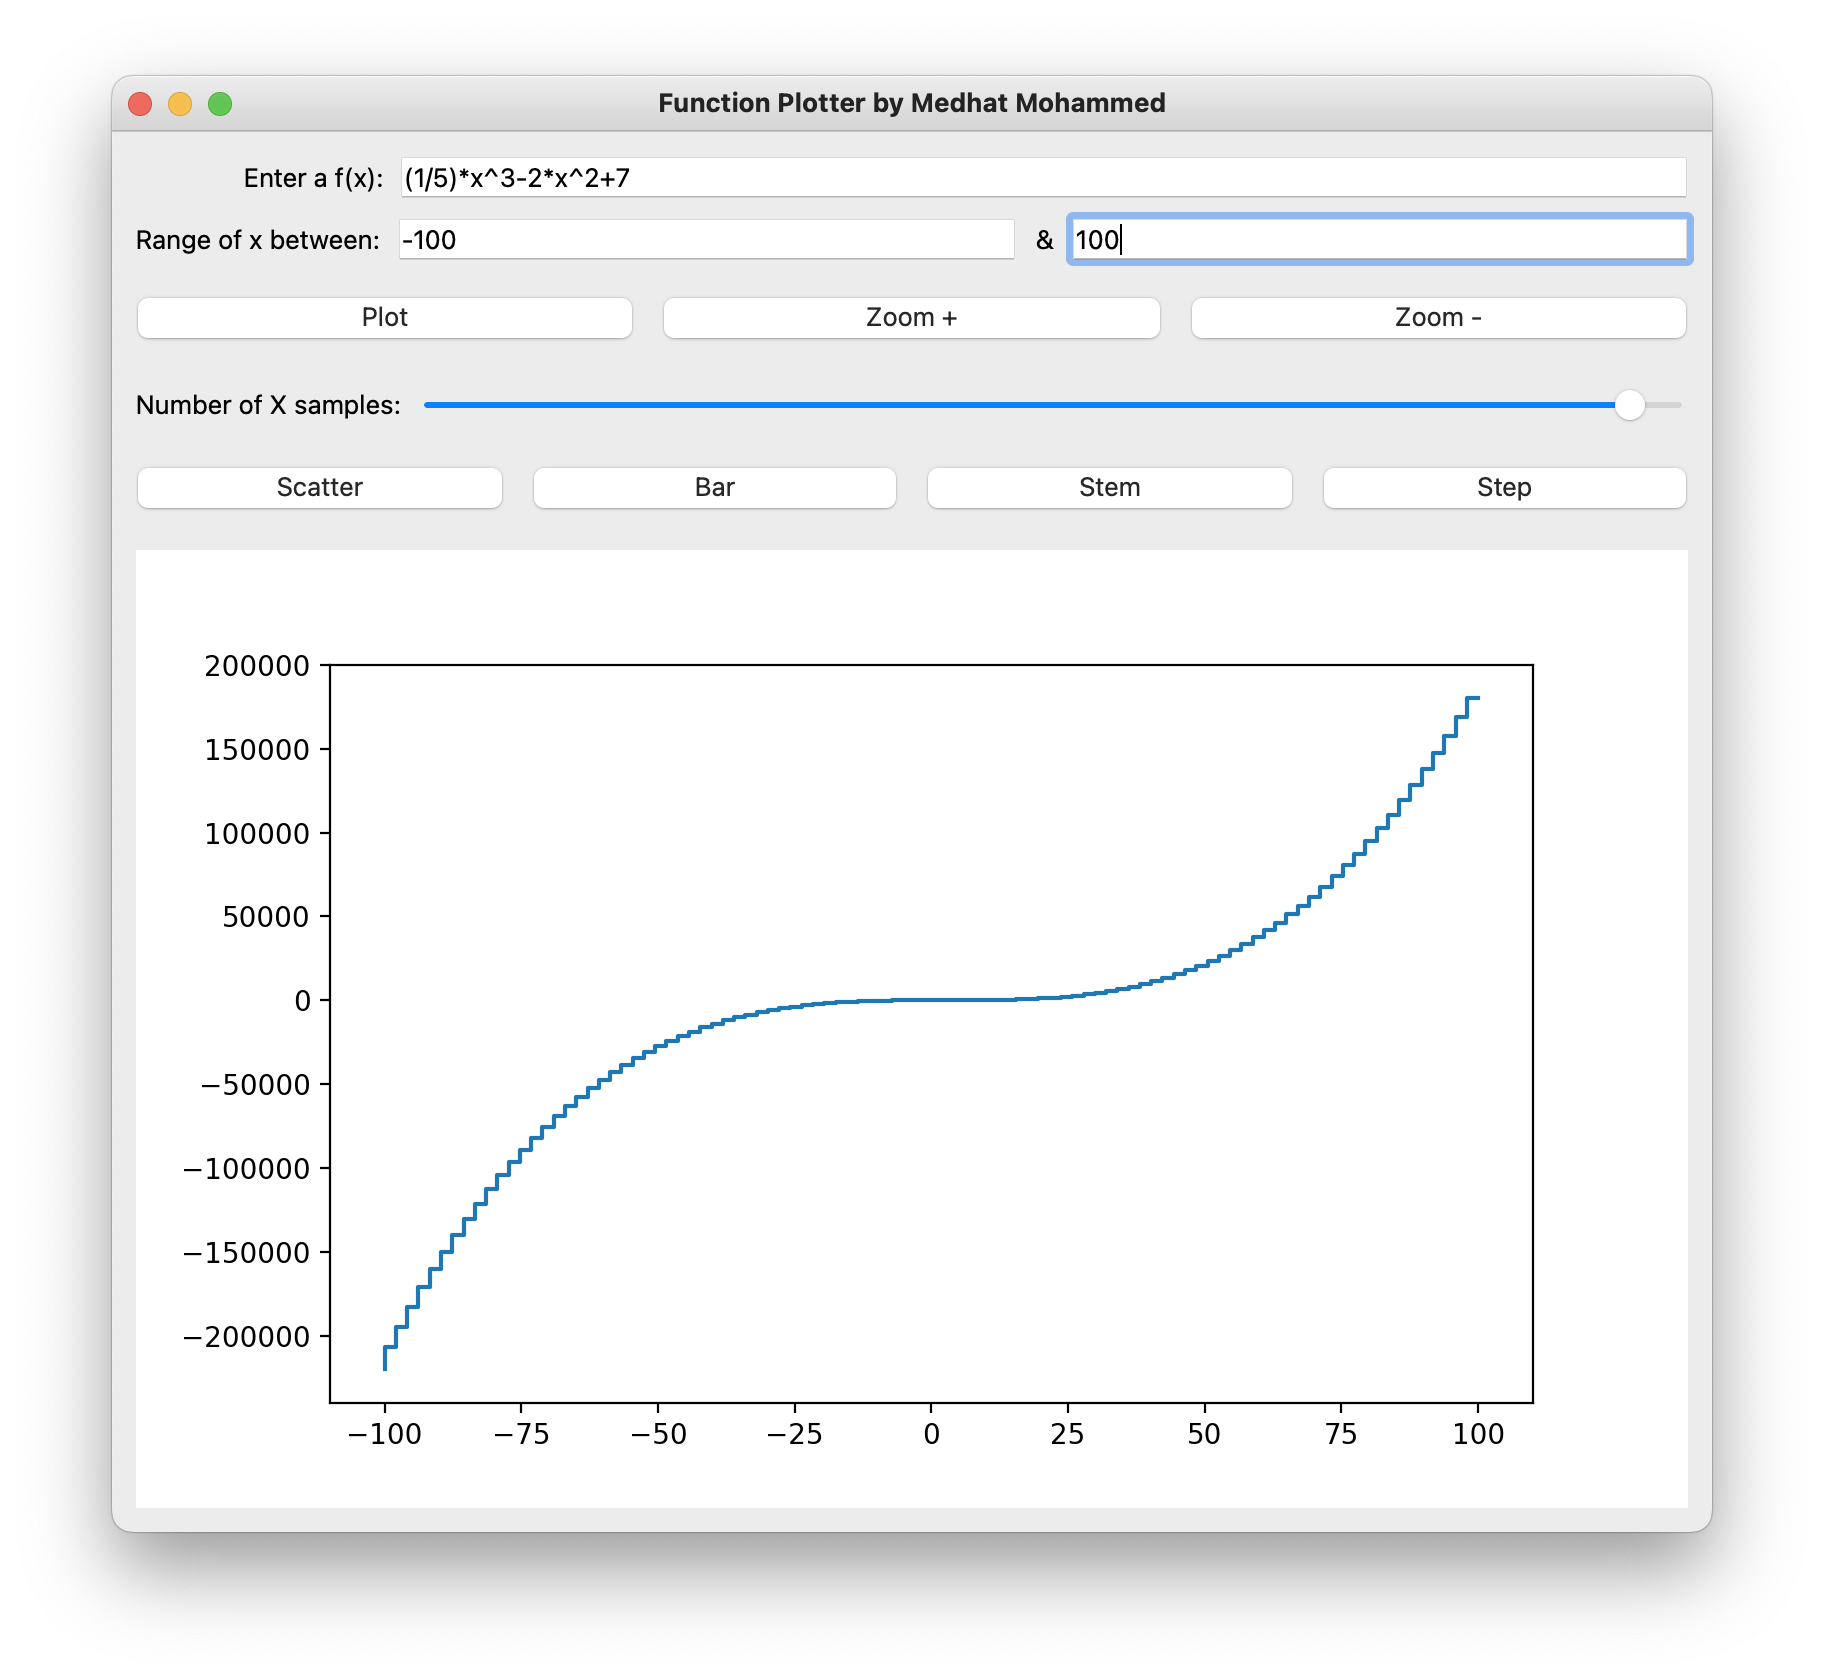 Function Plotter by Medhat Mohammed
Enter a f(x): (1/5)*x^3-2*x^2+7
Range of x between: -100 & 100
Plot Zoom + Zoom -
Number of X samples:
Scatter Bar Stem Step
200000
150000
100000
50000
0
−50000
−100000
−150000
−200000
−100 −75 −50 −25 0 25 50 75 100